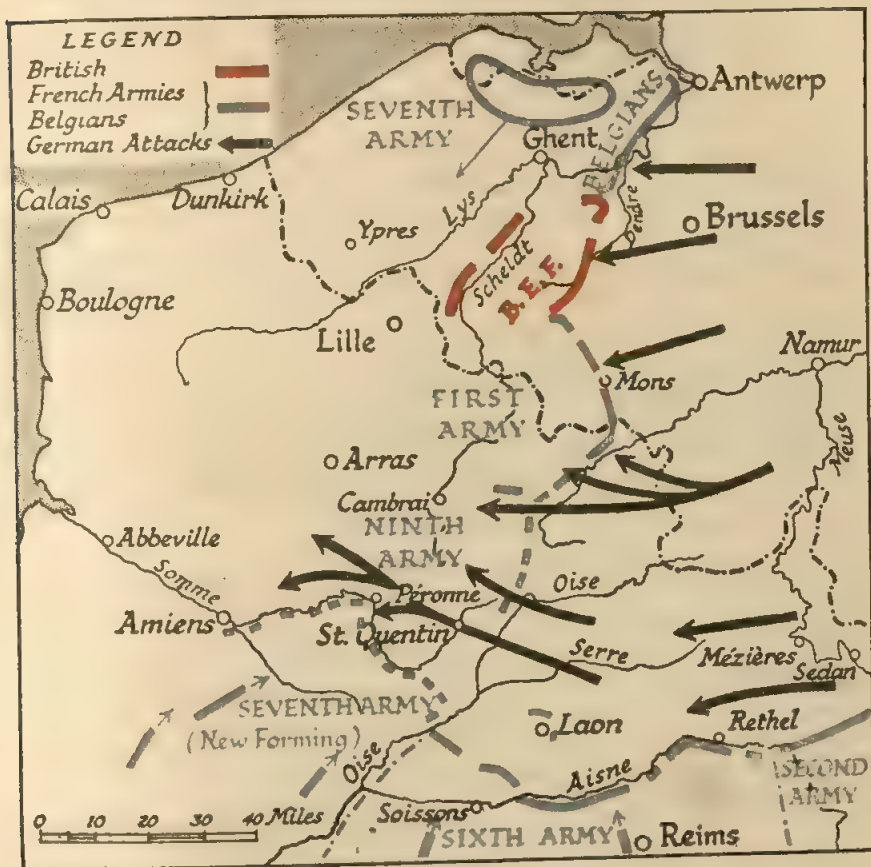 LEGEND
British
French Armies
Belgians
German Attacks
Antwerp
SEVENTH
ARMY
BELGIANS
Ghent
Calais
Dunkirk
Ypres
Lys
Dendre
Brussels
Scheldt
B.E.F.
Boulogne
Lille
Namur
Mons
FIRST
ARMY
Meuse
Arras
Cambrai
NINTH
ARMY
Abbeville
Somme
Péronne
Oise
Amiens
St. Quentin
Serre
Mézières
Sedan
SEVENTH ARMY
(New Forming)
Laon
Rethel
Oise
Aisne
SECOND
ARMY
0 10 20 30 40 Miles
Soissons
SIXTH ARMY
Reims